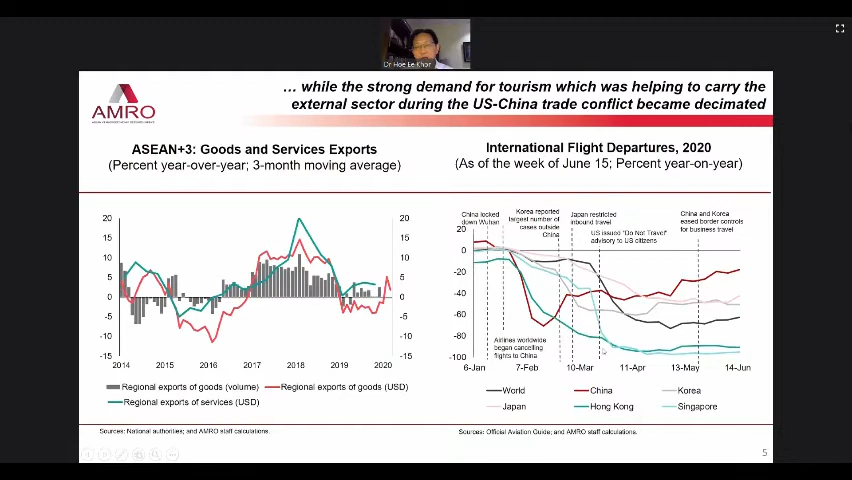 Dr Hoe Ee Khor
AMRO
… while the strong demand for tourism which was helping to carry the
external sector during the US-China trade conflict became decimated
ASEAN+3: Goods and Services Exports
(Percent year-over-year; 3-month moving average)
20
15
10
5
0
-5
-10
-15
20
15
10
5
0
-5
-10
-15
2014 2015 2016 2017 2018 2019 2020
Regional exports of goods (volume) Regional exports of goods (USD)
Regional exports of services (USD)
Sources: National authorities; and AMRO staff calculations.
International Flight Departures, 2020
(As of the week of June 15; Percent year-on-year)
China locked
down Wuhan
Korea reported
largest number of
cases outside
China
Japan restricted
inbound travel
US issued "Do Not Travel"
advisory to US citizens
China and Korea
eased border controls
for business travel
Airlines worldwide
began cancelling
flights to China
20
0
-20
-40
-60
-80
-100
6-Jan 7-Feb 10-Mar 11-Apr 13-May 14-Jun
World China Korea
Japan Hong Kong Singapore
Sources: Official Aviation Guide; and AMRO staff calculations.
5